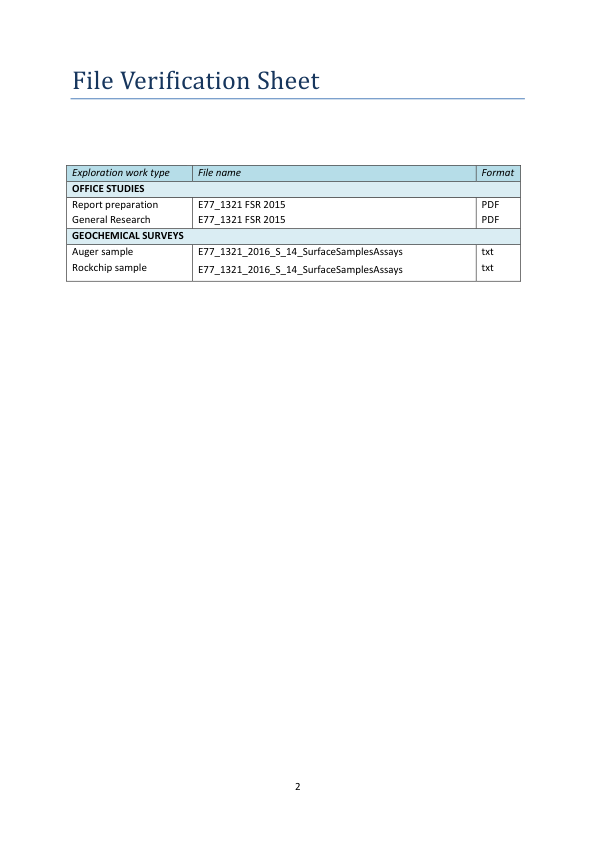 File Verification Sheet
Exploration work type File name Format
OFFICE STUDIES
Report preparation E77_1321 FSR 2015 PDF
General Research E77_1321 FSR 2015 PDF
GEOCHEMICAL SURVEYS
Auger sample E77_1321_2016_S_14_SurfaceSamplesAssays txt
Rockchip sample E77_1321_2016_S_14_SurfaceSamplesAssays txt
2